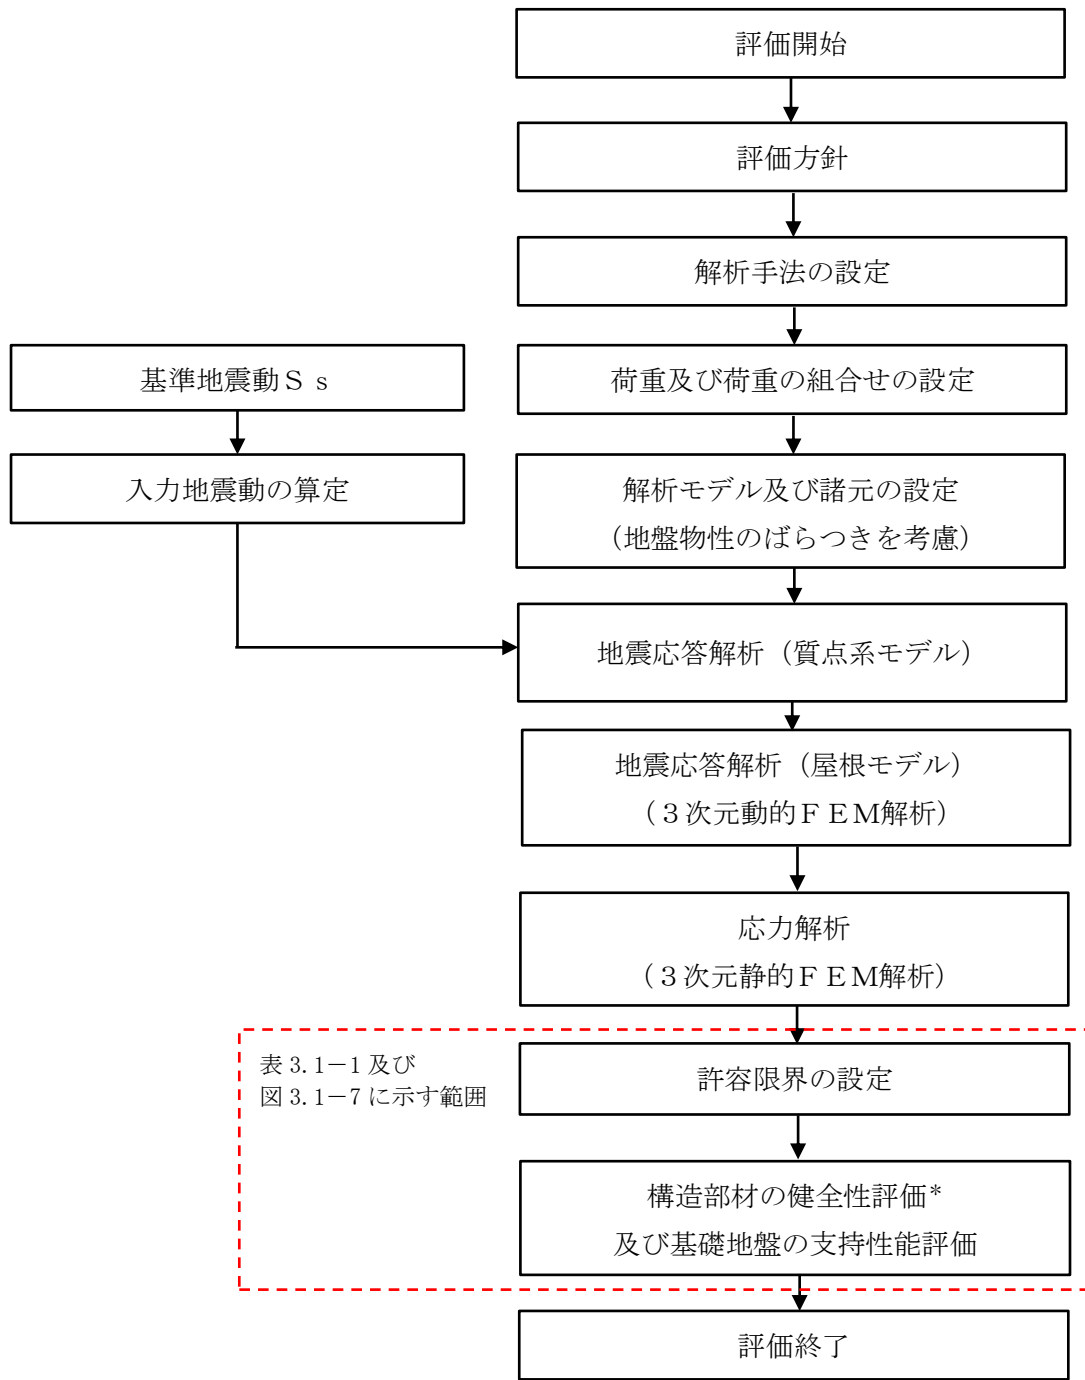 評価開始
評価方針
解析手法の設定
基準地震動Ｓｓ
荷重及び荷重の組合せの設定
入力地震動の算定
解析モデル及び諸元の設定
（地盤物性のばらつきを考慮）
地震応答解析（質点系モデル）
地震応答解析（屋根モデル）
（３次元動的ＦＥＭ解析）
応力解析
（３次元静的ＦＥＭ解析）
表 3.1－1 及び
図 3.1－7 に示す範囲
許容限界の設定
構造部材の健全性評価*
及び基礎地盤の支持性能評価
評価終了